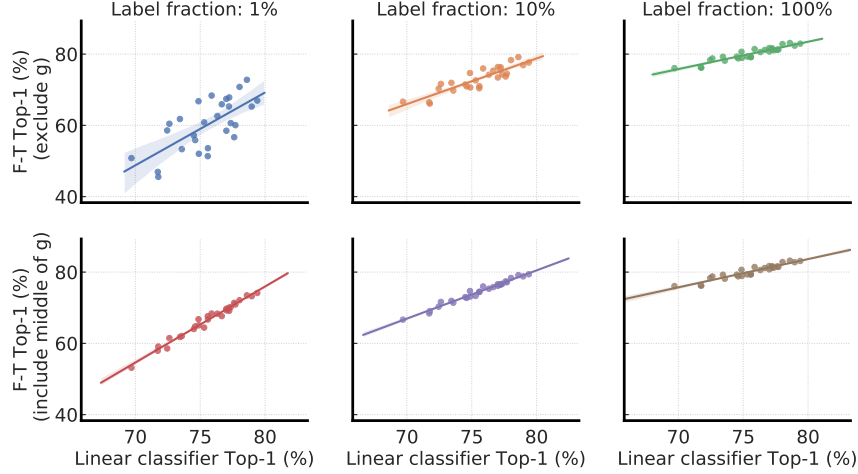 Label fraction: 1%
Label fraction: 10%
Label fraction: 100%
F-T Top-1 (%)
(exclude g)
80
60
40
F-T Top-1 (%)
(include middle of g)
80
60
40
70 75 80
70 75 80
70 75 80
Linear classifier Top-1 (%)
Linear classifier Top-1 (%)
Linear classifier Top-1 (%)